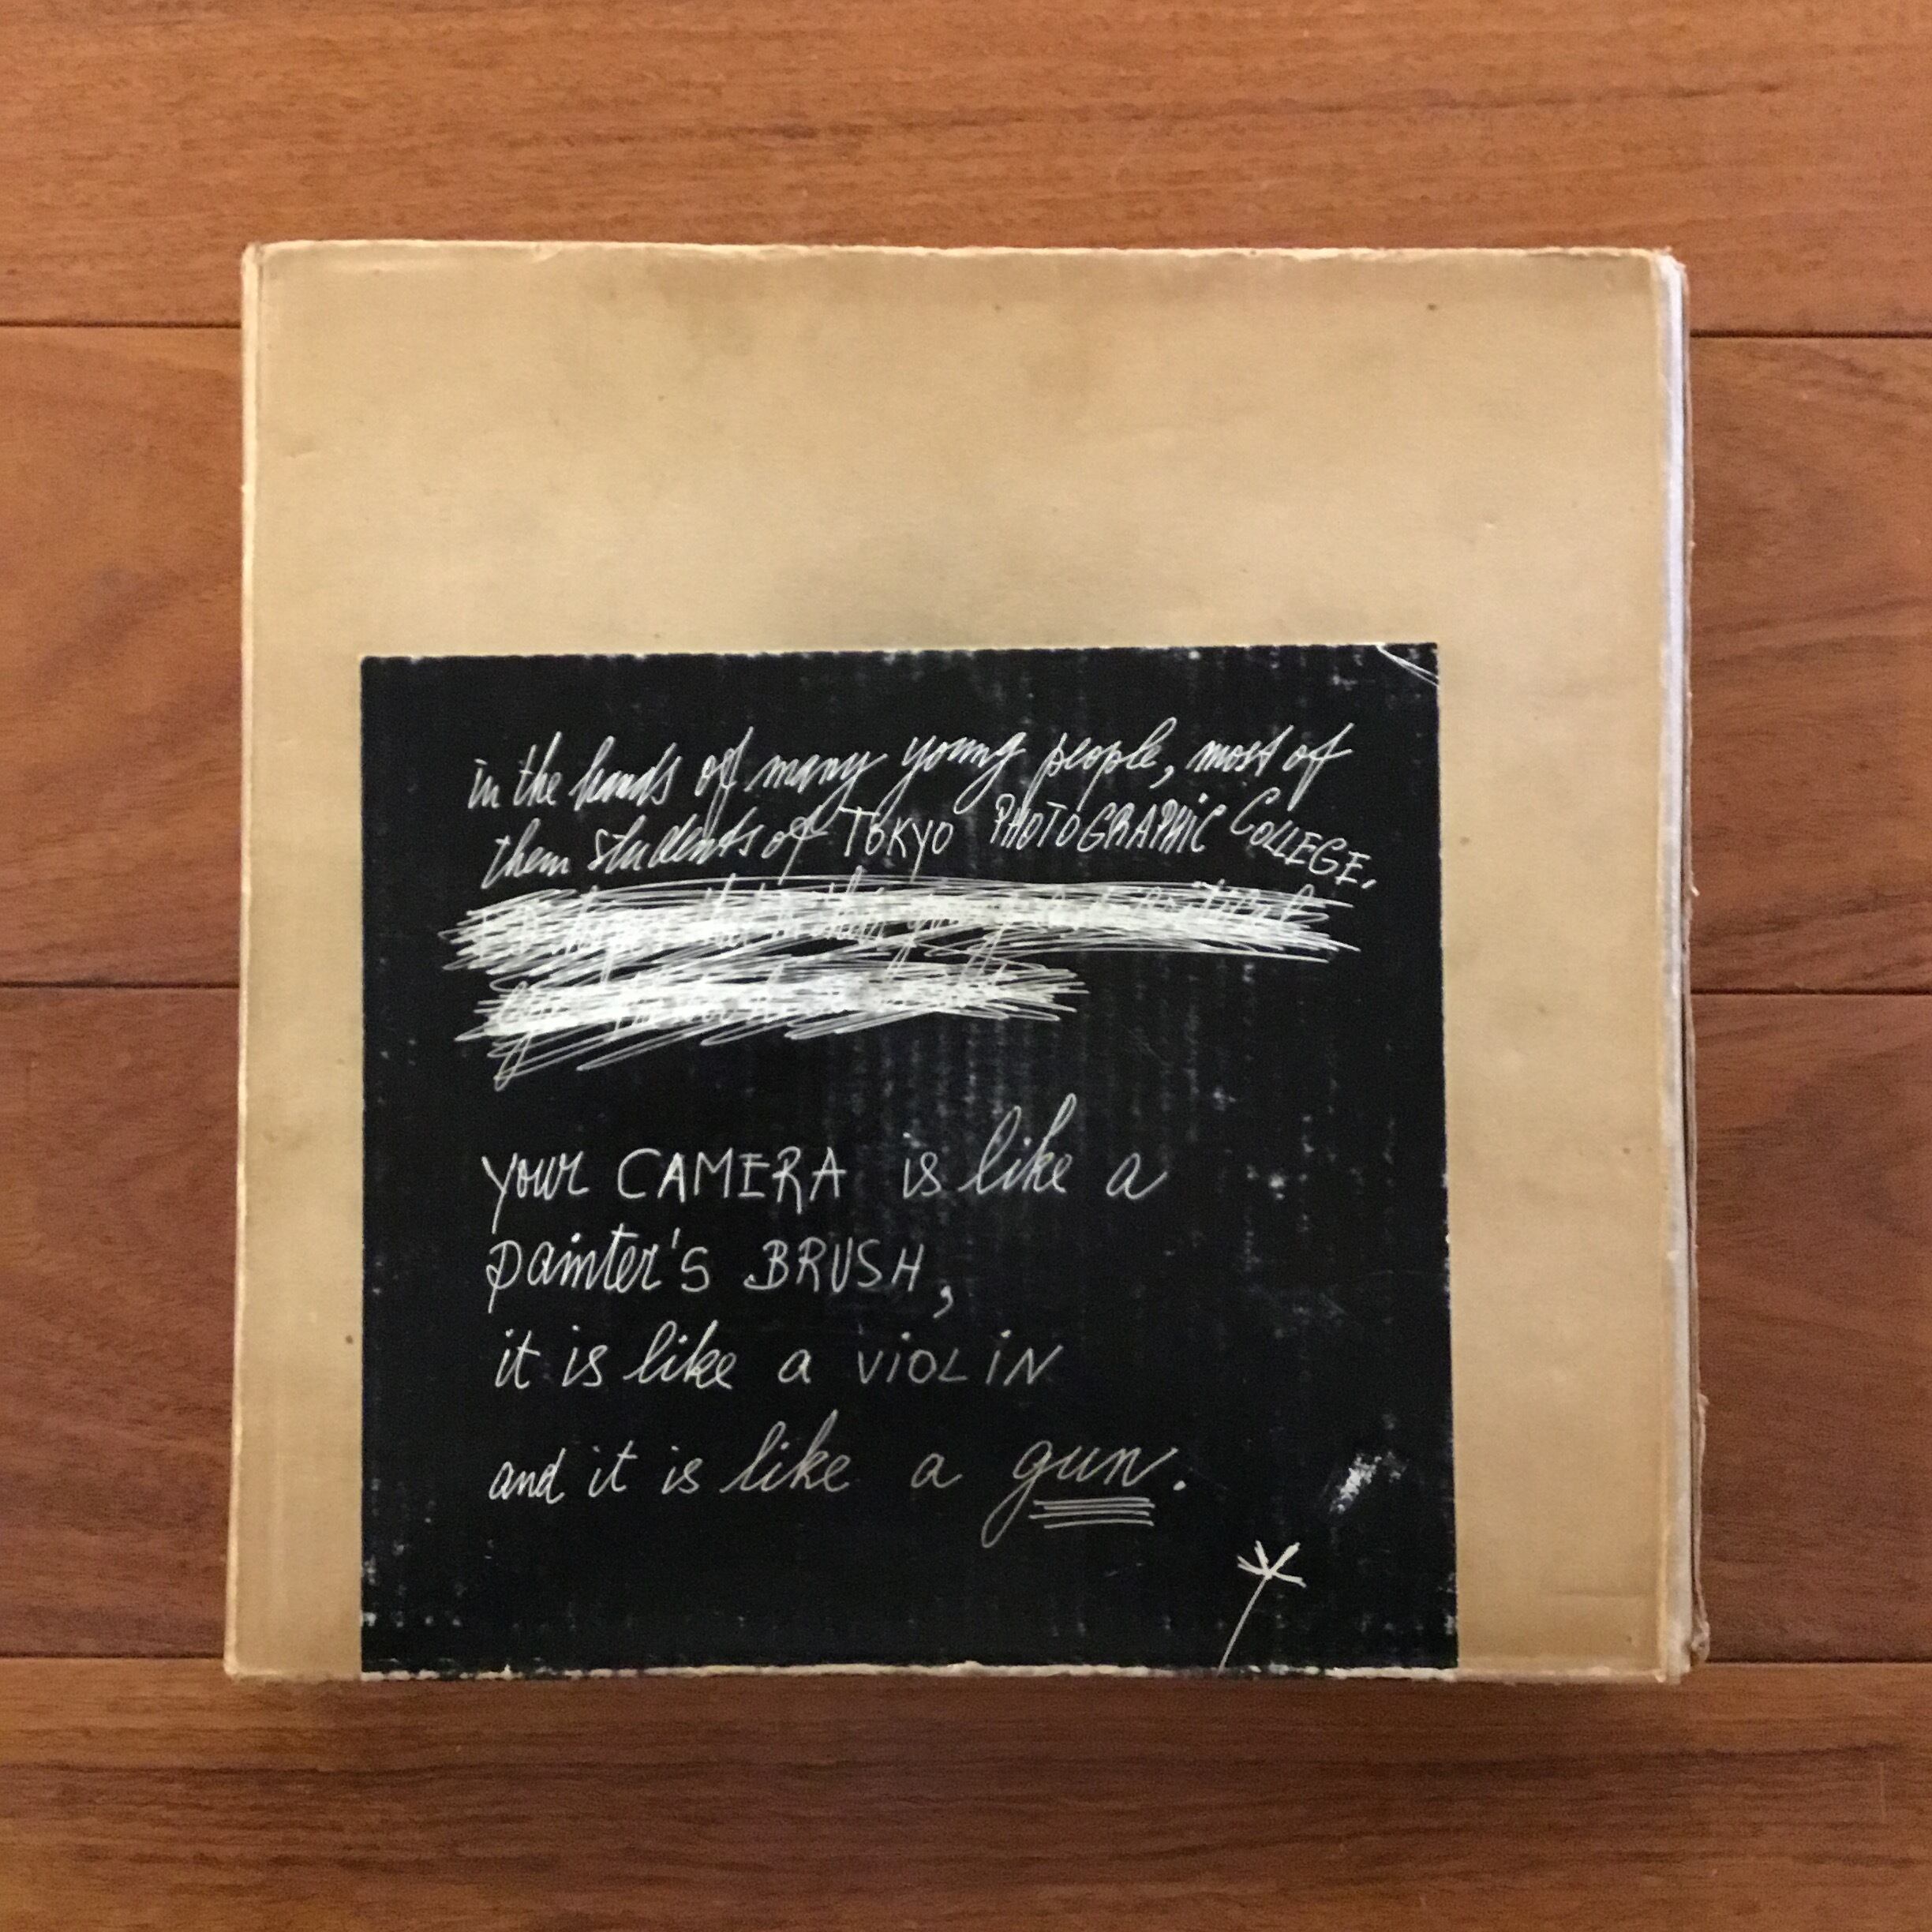 in the hands of many young people, most of
them students of TOKYO PHOTOGRAPHIC COLLEGE.
your CAMERA is like a
painter's BRUSH,
it is like a VIOLIN
and it is like a gun.